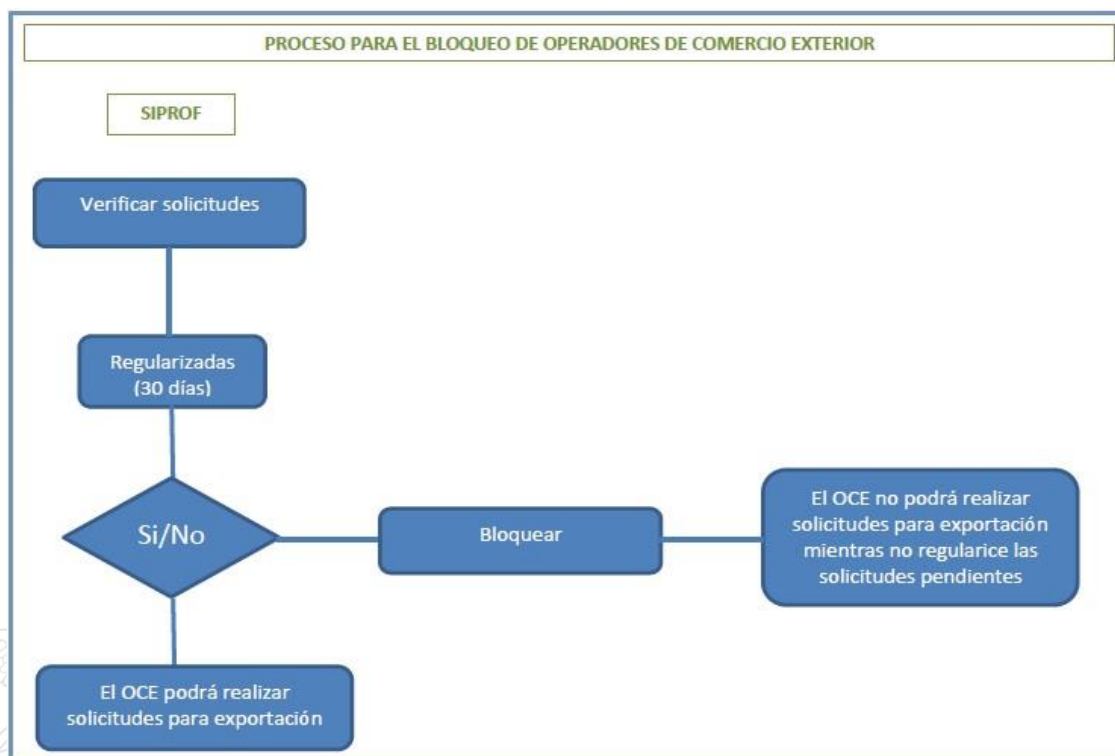 PROCESO PARA EL BLOQUEO DE OPERADORES DE COMERCIO EXTERIOR
SIPROF
Verificar solicitudes
Regularizadas
(30 días)
Si/No
Bloquear
El OCE no podrá realizar
solicitudes para exportación
mientras no regularice las
solicitudes pendientes
El OCE podrá realizar
solicitudes para exportación